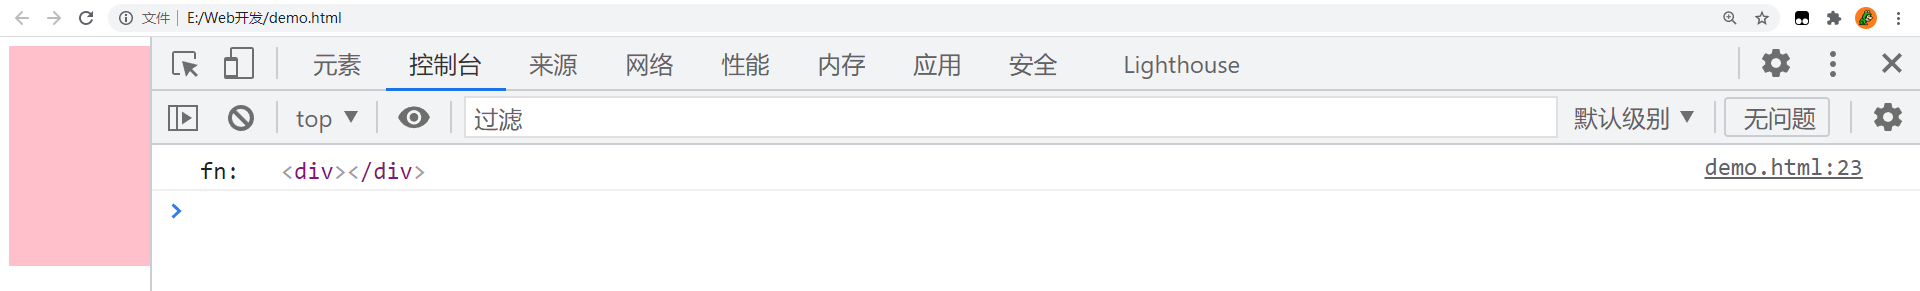 文件 | E:/Web开发/demo.html
元素 控制台 来源 网络 性能 内存 应用 安全 Lighthouse
top 过滤 默认级别 无问题
fn: <div></div> demo.html:23